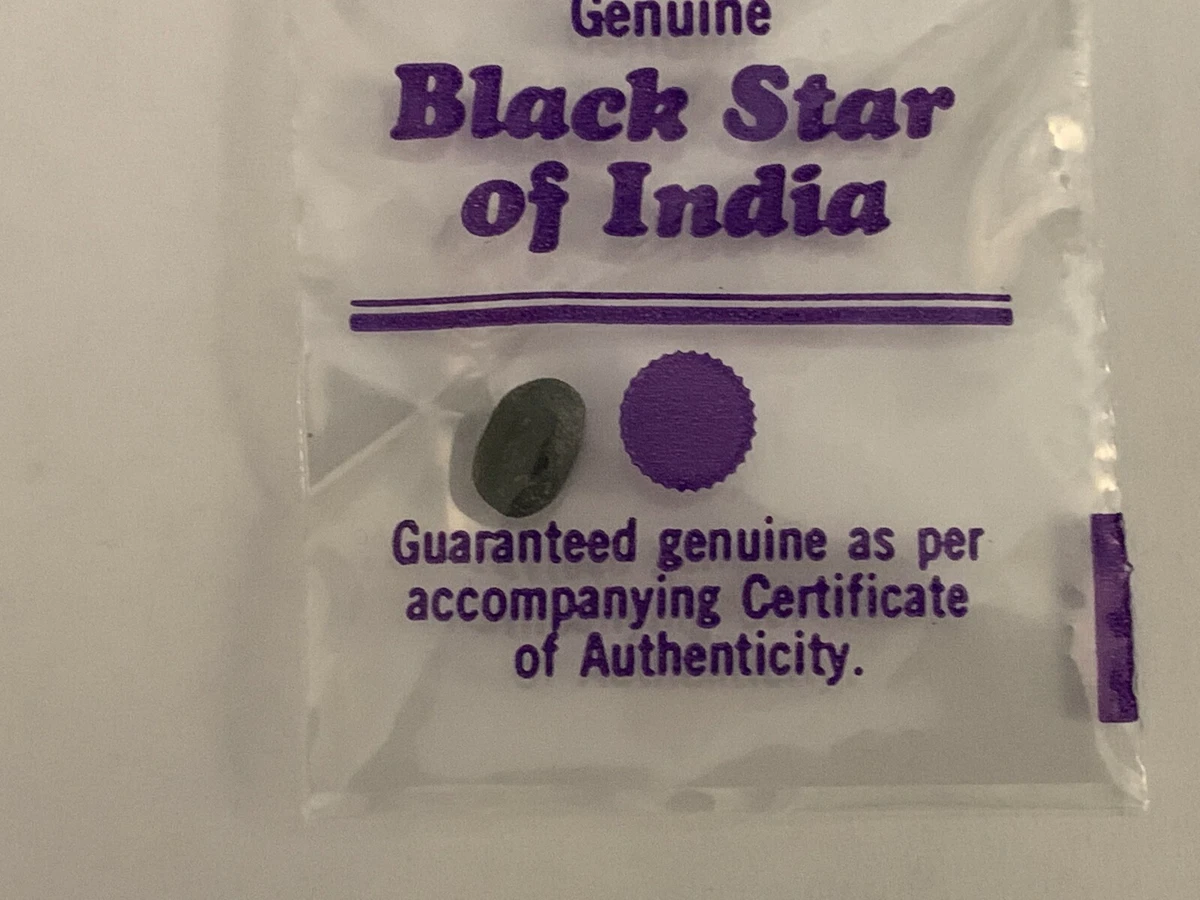 Genuine
Black Star
of India
Guaranteed genuine as per
accompanying Certificate
of Authenticity.